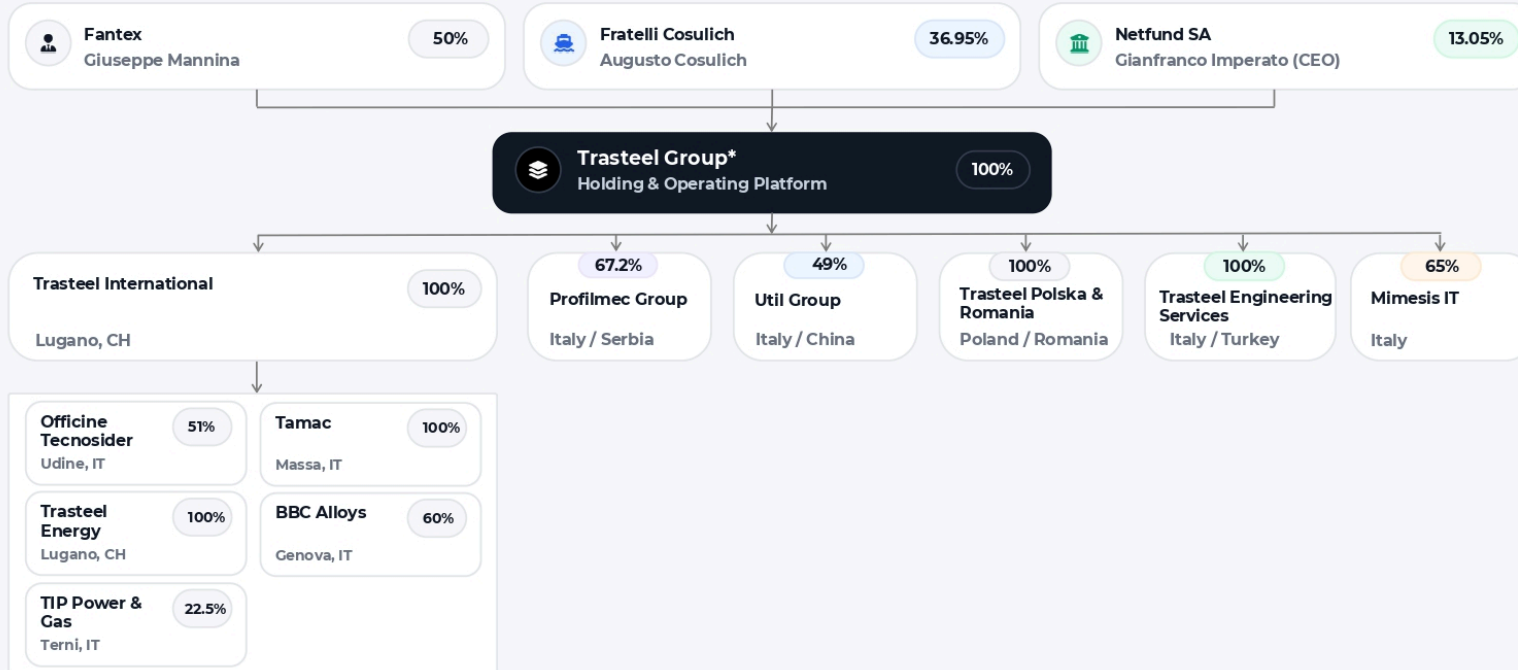 Fantex
50%
Giuseppe Mannina
Fratelli Cosulich
36.95%
Augusto Cosulich
Netfund SA
13.05%
Gianfranco Imperato (CEO)
Trasteel Group*
Holding & Operating Platform
100%
Trasteel International
100%
Lugano, CH
67.2%
Profilmec Group
Italy / Serbia
49%
Util Group
Italy / China
100%
Trasteel Polska &
Romania
Poland / Romania
100%
Trasteel Engineering
Services
Italy / Turkey
65%
Mimesis IT
Italy
Officine
Tecnosider
51%
Udine, IT
Tamac
100%
Massa, IT
Trasteel
Energy
100%
Lugano, CH
BBC Alloys
60%
Genova, IT
TIP Power &
Gas
22.5%
Terni, IT